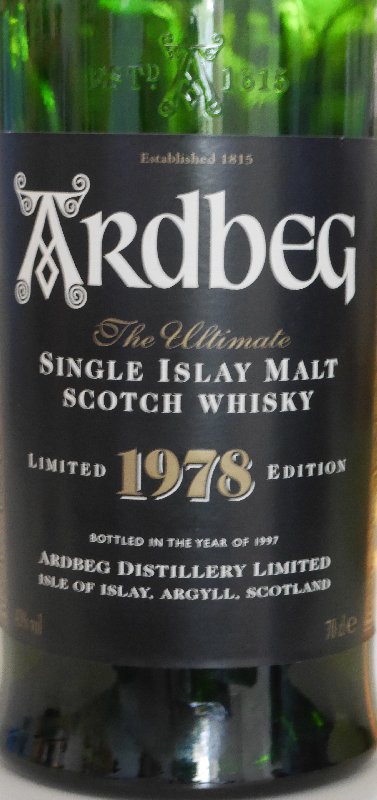 ESTD 1815
Established 1815
ARDBEG
The Ultimate
SINGLE ISLAY MALT
SCOTCH WHISKY
LIMITED 1978 EDITION
BOTTLED IN THE YEAR OF 1997
ARDBEG DISTILLERY LIMITED
ISLE OF ISLAY, ARGYLL, SCOTLAND
70cle